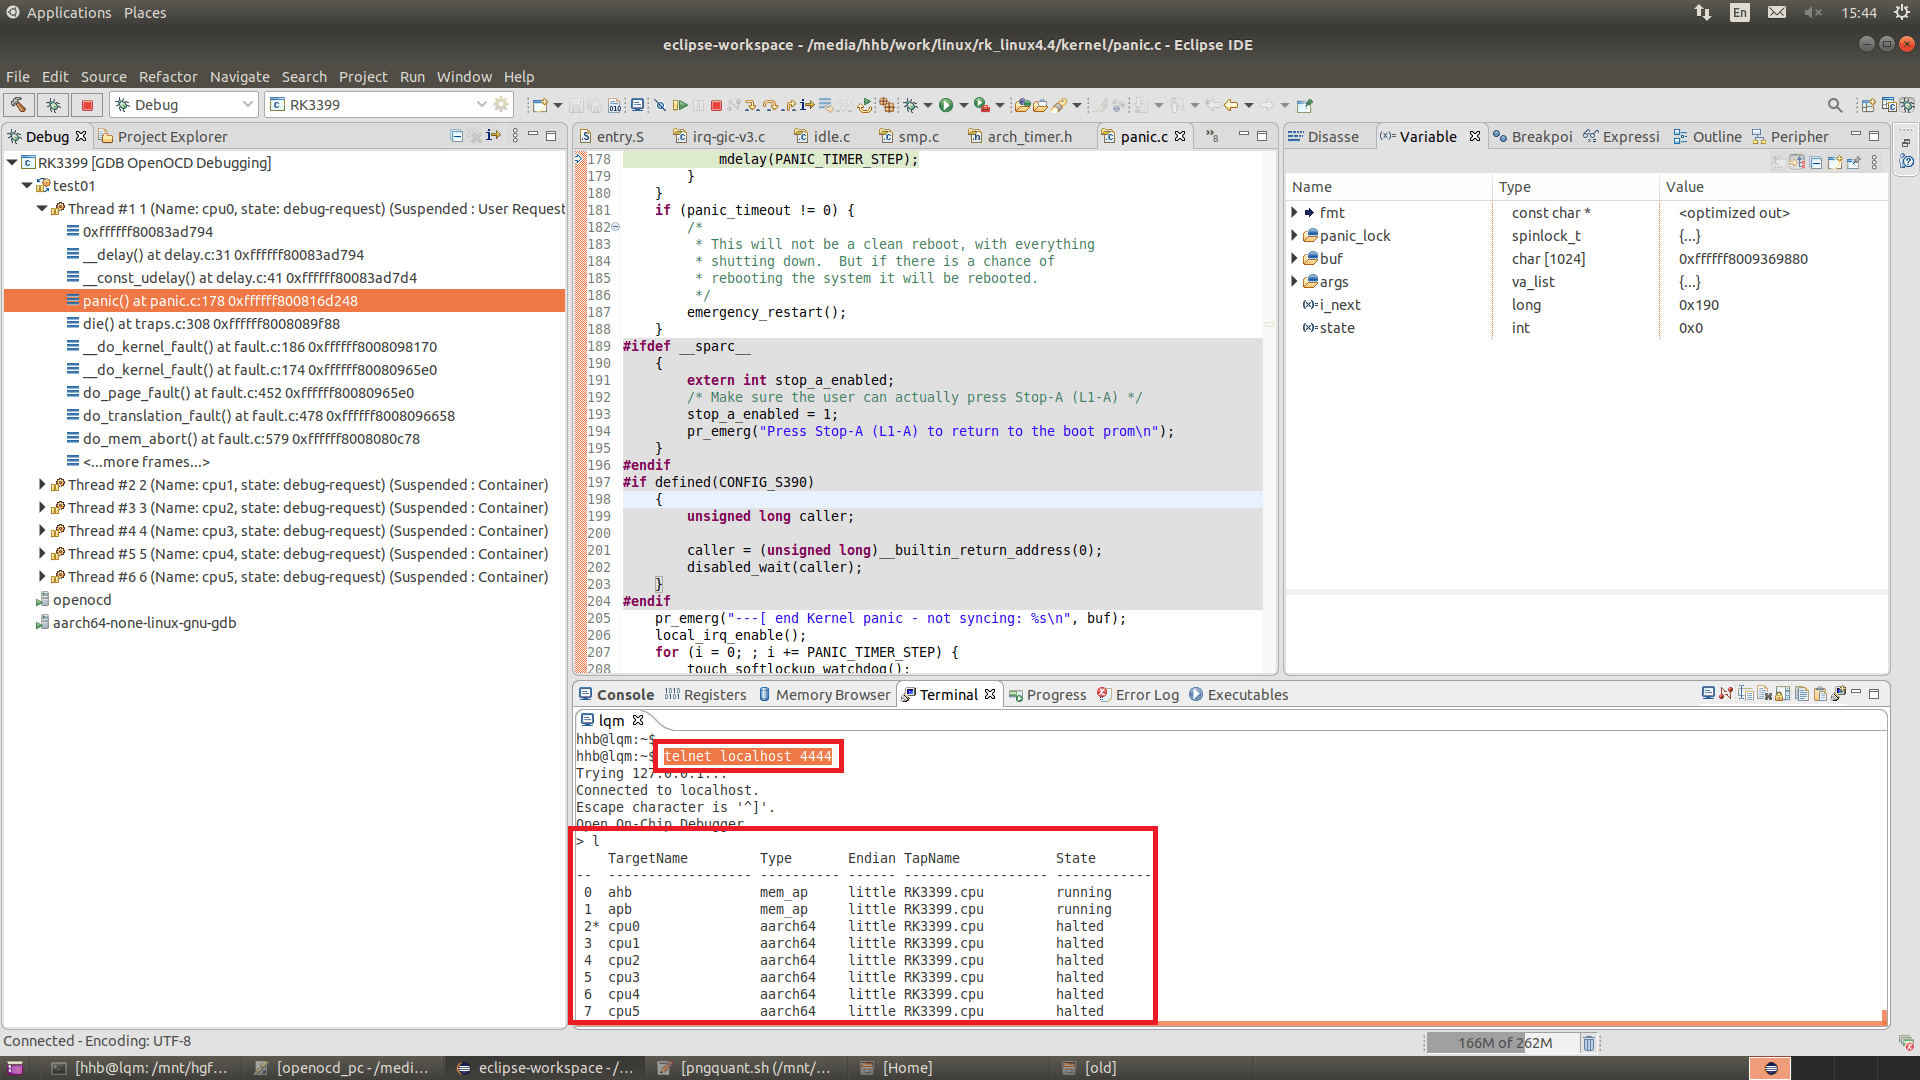 Applications Places
En 15:44
eclipse-workspace - /media/hhb/work/linux/rk_linux4.4/kernel/panic.c - Eclipse IDE
File Edit Source Refactor Navigate Search Project Run Window Help
Debug RK3399
Debug Project Explorer
RK3399 [GDB OpenOCD Debugging]
test01
Thread #1 1 (Name: cpu0, state: debug-request) (Suspended : User Request
0xffffff80083ad794
__delay() at delay.c:31 0xffffff80083ad794
__const_udelay() at delay.c:41 0xffffff80083ad7d4
panic() at panic.c:178 0xffffff800816d248
die() at traps.c:308 0xffffff8008089f88
__do_kernel_fault() at fault.c:186 0xffffff8008098170
__do_kernel_fault() at fault.c:174 0xffffff80080965e0
do_page_fault() at fault.c:452 0xffffff80080965e0
do_translation_fault() at fault.c:478 0xffffff8008096658
do_mem_abort() at fault.c:579 0xffffff8008080c78
<...more frames...>
Thread #2 2 (Name: cpu1, state: debug-request) (Suspended : Container)
Thread #3 3 (Name: cpu2, state: debug-request) (Suspended : Container)
Thread #4 4 (Name: cpu3, state: debug-request) (Suspended : Container)
Thread #5 5 (Name: cpu4, state: debug-request) (Suspended : Container)
Thread #6 6 (Name: cpu5, state: debug-request) (Suspended : Container)
openocd
aarch64-none-linux-gnu-gdb
entry.S irq-gic-v3.c idle.c smp.c arch_timer.h panic.c »8
178 mdelay(PANIC_TIMER_STEP);
179 }
180 }
181 if (panic_timeout != 0) {
182 /*
183 * This will not be a clean reboot, with everything
184 * shutting down. But if there is a chance of
185 * rebooting the system it will be rebooted.
186 */
187 emergency_restart();
188 }
189 #ifdef __sparc__
190 {
191 extern int stop_a_enabled;
192 /* Make sure the user can actually press Stop-A (L1-A) */
193 stop_a_enabled = 1;
194 pr_emerg("Press Stop-A (L1-A) to return to the boot prom\n");
195 }
196 #endif
197 #if defined(CONFIG_S390)
198 {
199 unsigned long caller;
200
201 caller = (unsigned long)__builtin_return_address(0);
202 disabled_wait(caller);
203 }
204 #endif
205 pr_emerg("---[ end Kernel panic - not syncing: %s\n", buf);
206 local_irq_enable();
207 for (i = 0; ; i += PANIC_TIMER_STEP) {
208 touch_softlockup_watchdog();
Disasse Variable Breakpoi Expressi Outline Peripher
Name Type Value
fmt const char * <optimized out>
panic_lock spinlock_t {...}
buf char [1024] 0xffffff8009369880
args va_list {...}
i_next long 0x190
state int 0x0
Console Registers Memory Browser Terminal Progress Error Log Executables
lqm
hhb@lqm:~$
hhb@lqm:~$ telnet localhost 4444
Trying 127.0.0.1...
Connected to localhost.
Escape character is '^]'.
Open On-Chip Debugger
> l
TargetName Type Endian TapName State
-- ------------------ ---------- ------ ------------------ ------------
0 ahb mem_ap little RK3399.cpu running
1 apb mem_ap little RK3399.cpu running
2* cpu0 aarch64 little RK3399.cpu halted
3 cpu1 aarch64 little RK3399.cpu halted
4 cpu2 aarch64 little RK3399.cpu halted
5 cpu3 aarch64 little RK3399.cpu halted
6 cpu4 aarch64 little RK3399.cpu halted
7 cpu5 aarch64 little RK3399.cpu halted
Connected - Encoding: UTF-8
166M of 262M
[hhb@lqm: /mnt/hgf... [openocd_pc - /medi... eclipse-workspace - /... [pngquant.sh (/mnt/... [Home] [old]